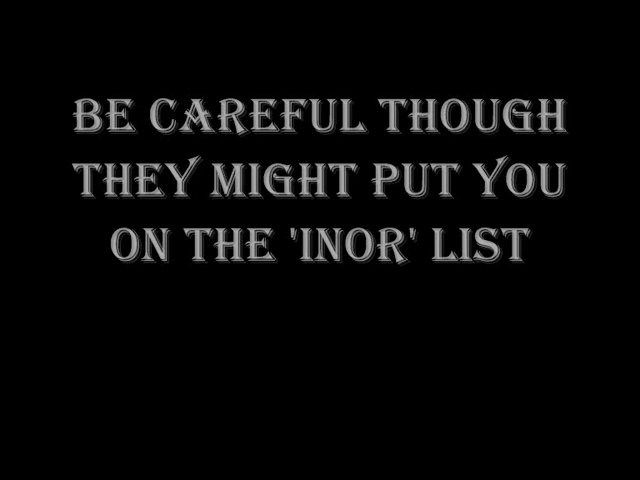 BE CAREFUL THOUGH
THEY MIGHT PUT YOU
ON THE 'INOR' LIST